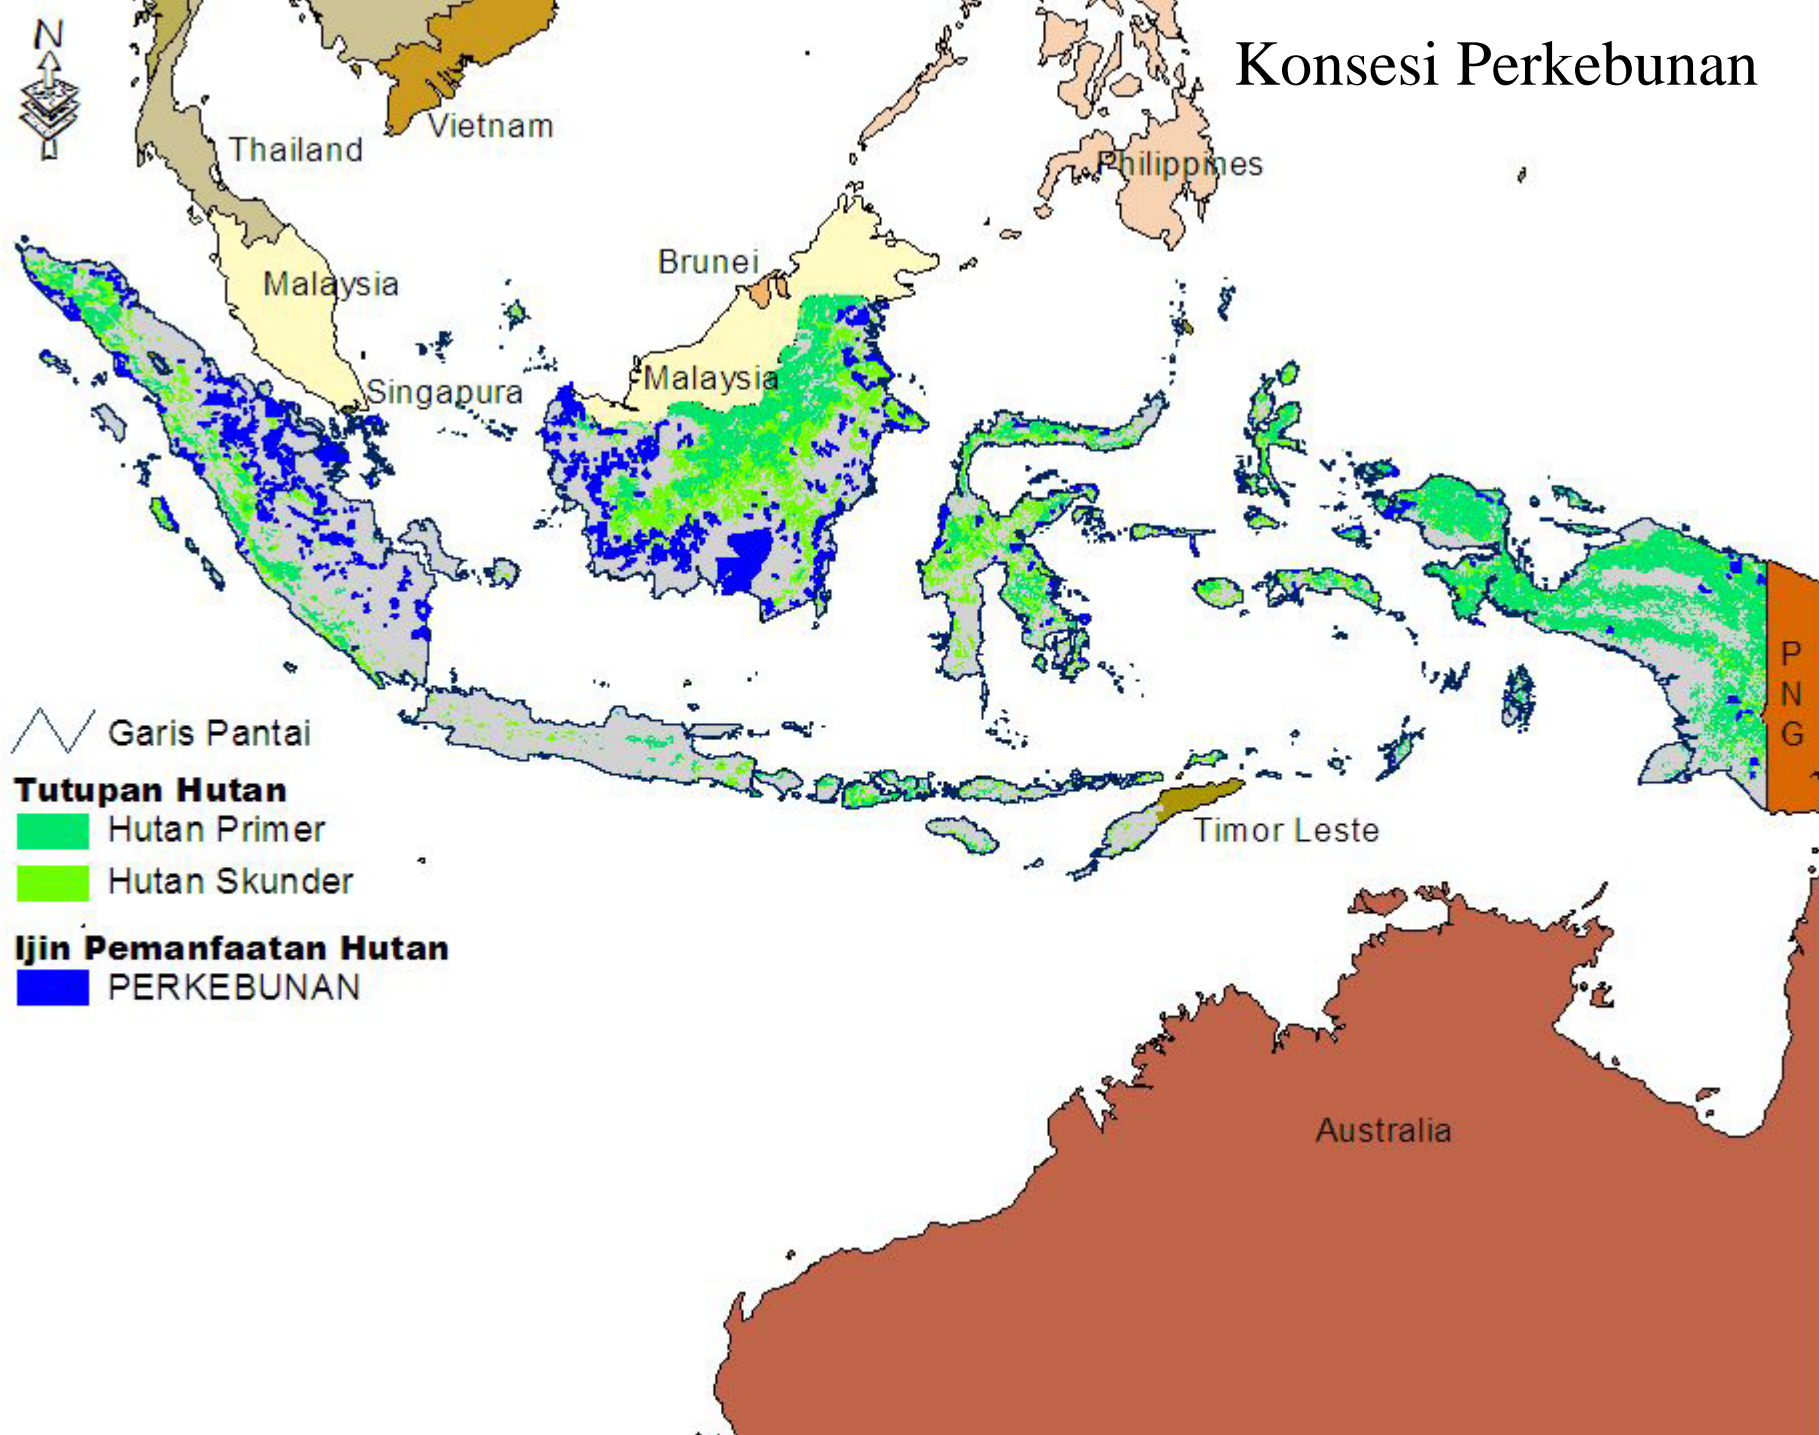 N
Konsesi Perkebunan
Vietnam
Thailand
Philippines
Brunei
Malaysia
Malaysia
Singapura
P
N
G
Garis Pantai
Tutupan Hutan
Hutan Primer
Timor Leste
Hutan Skunder
Ijin Pemanfaatan Hutan
PERKEBUNAN
Australia